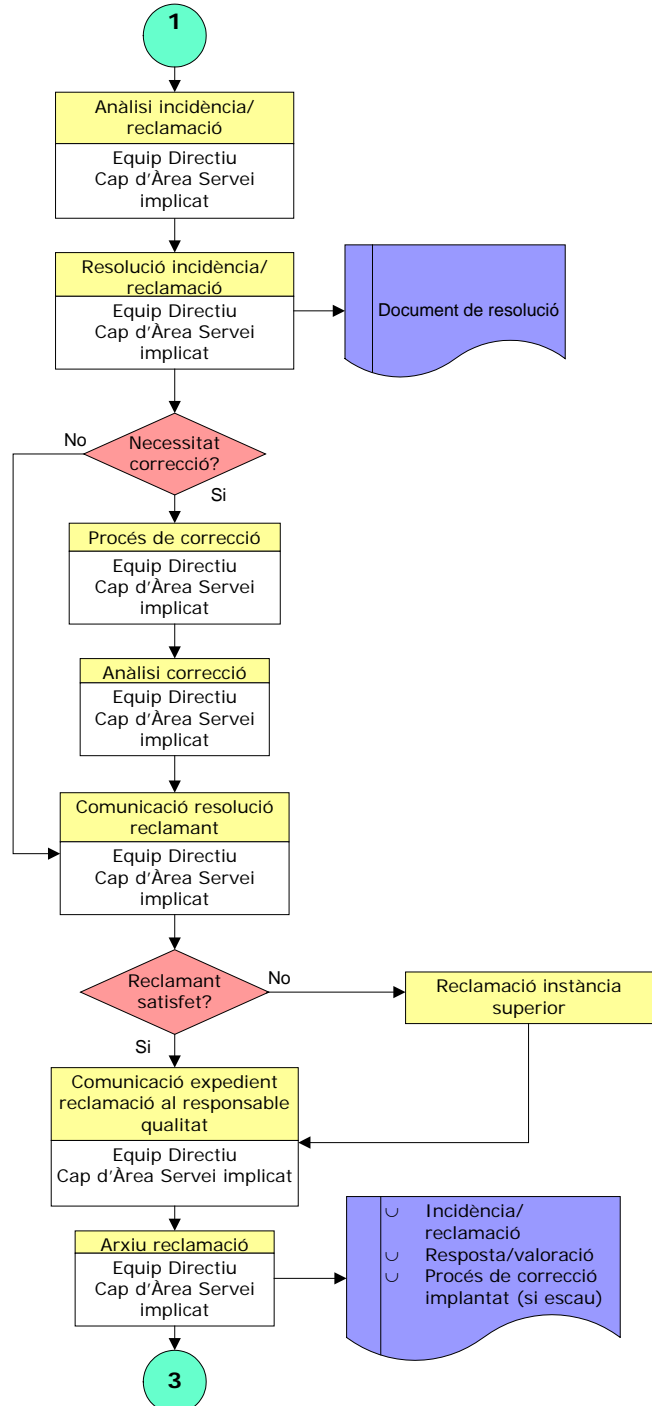 1
Anàlisi incidència/
reclamació
Equip Directiu
Cap d'Àrea Servei
implicat
Resolució incidència/
reclamació
Equip Directiu
Cap d'Àrea Servei
implicat
Document de resolució
No
Necessitat
correcció?
Si
Procés de correcció
Equip Directiu
Cap d'Àrea Servei
implicat
Anàlisi correcció
Equip Directiu
Cap d'Àrea Servei
implicat
Comunicació resolució
reclamant
Equip Directiu
Cap d'Àrea Servei
implicat
Reclamant
satisfet?
No
Reclamació instància
superior
Si
Comunicació expedient
reclamació al responsable
qualitat
Equip Directiu
Cap d'Àrea Servei implicat
Arxiu reclamació
Equip Directiu
Cap d'Àrea Servei
implicat
∪ Incidència/
reclamació
∪ Resposta/valoració
∪ Procés de correcció
implantat (si escau)
3